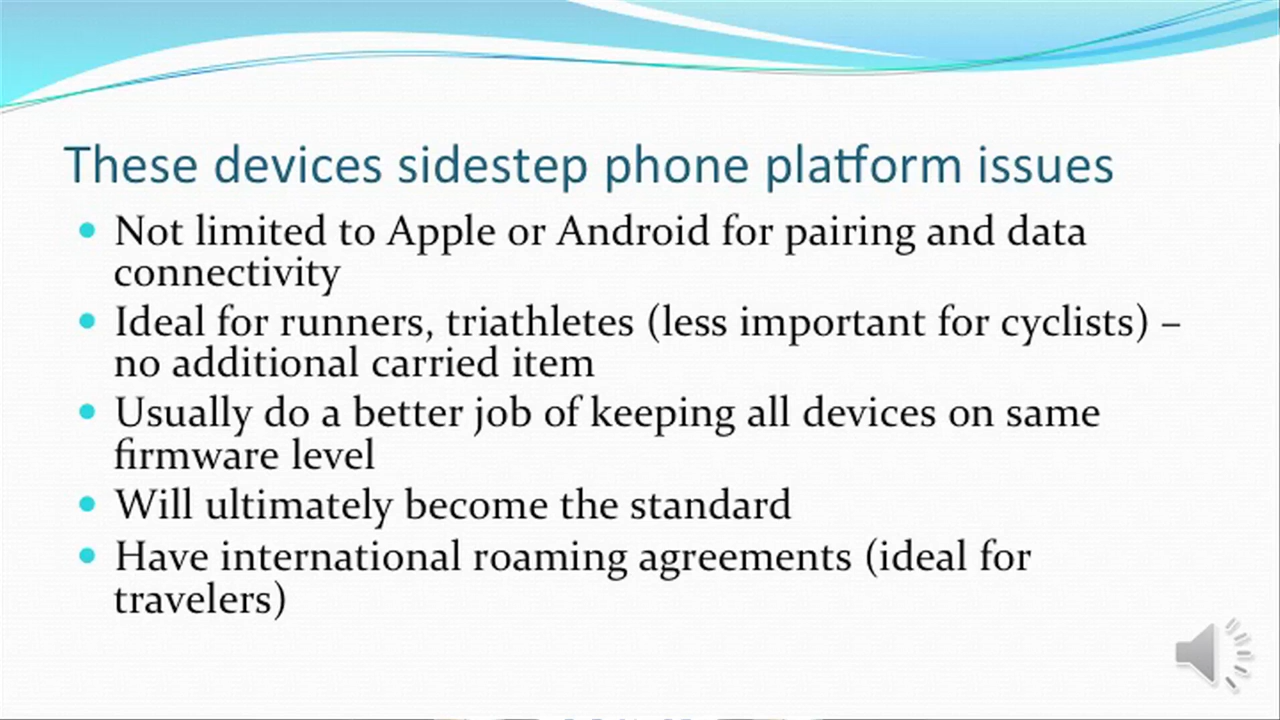 These devices sidestep phone platform issues
• Not limited to Apple or Android for pairing and data
connectivity
• Ideal for runners, triathletes (less important for cyclists) –
no additional carried item
• Usually do a better job of keeping all devices on same
firmware level
• Will ultimately become the standard
• Have international roaming agreements (ideal for
travelers)